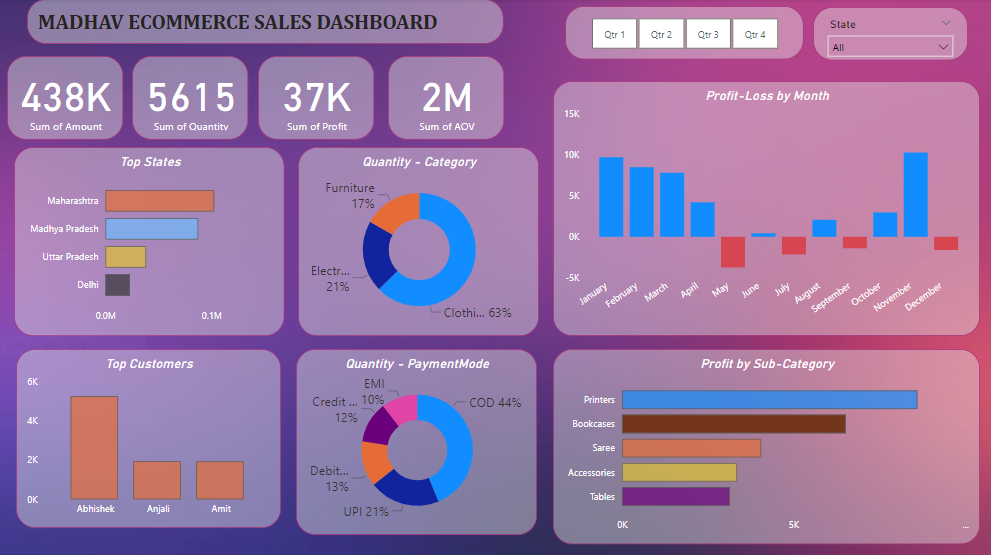 MADHAV ECOMMERCE SALES DASHBOARD
Qtr 1
Qtr 2
Qtr 3
Qtr 4
State
All
438K
Sum of Amount
5615
Sum of Quantity
37K
Sum of Profit
2M
Sum of AOV
Top States
Maharashtra
Madhya Pradesh
Uttar Pradesh
Delhi
0.0M
0.1M
Quantity - Category
Furniture
17%
Electr...
21%
Clothi... 63%
Profit-Loss by Month
15K
10K
5K
0K
-5K
January
February
March
April
May
June
July
August
September
October
November
December
Top Customers
6K
4K
2K
0K
Abhishek
Anjali
Amit
Quantity - PaymentMode
EMI
10%
Credit ...
12%
Debit...
13%
UPI 21%
COD 44%
Profit by Sub-Category
Printers
Bookcases
Saree
Accessories
Tables
0K
5K
...